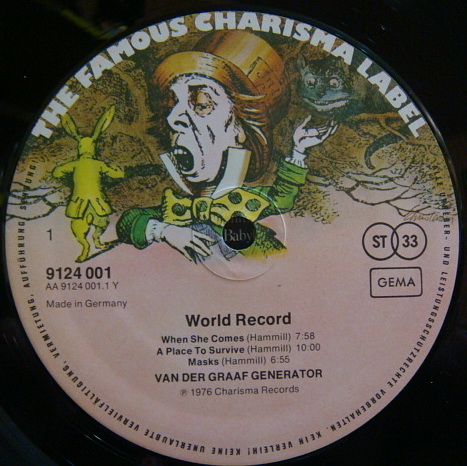 THE FAMOUS CHARISMA LABEL
Baby
1
ST 33
9124 001
AA 9124 001.1 Y
GEMA
Made in Germany
World Record
When She Comes (Hammill) 7:58
A Place To Survive (Hammill) 10:00
Masks (Hammill) 6:55
VAN DER GRAAF GENERATOR
℗ 1976 Charisma Records
UND LEISTUNGSSCHUTZRECHTE VORBEHALTEN. KEIN VERLEIH! KEINE UNERLAUBTE VERVIELFÄLTIGUNG, VERMIETUNG, AUFFÜHRUNG, SENDUNG!